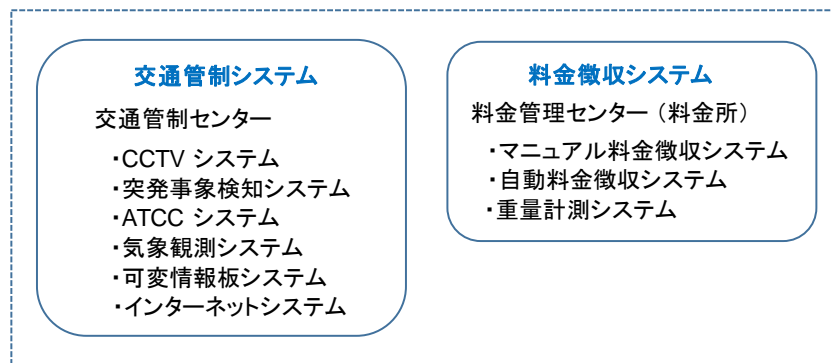 交通管制システム
交通管制センター
・CCTV システム
・突発事象検知システム
・ATCC システム
・気象観測システム
・可変情報板システム
・インターネットシステム
料金徴収システム
料金管理センター（料金所）
・マニュアル料金徴収システム
・自動料金徴収システム
・重量計測システム